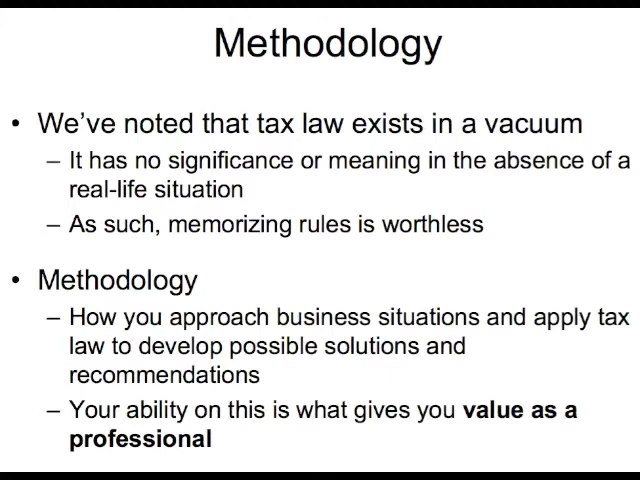 Methodology
• We've noted that tax law exists in a vacuum
– It has no significance or meaning in the absence of a
real-life situation
– As such, memorizing rules is worthless
• Methodology
– How you approach business situations and apply tax
law to develop possible solutions and
recommendations
– Your ability on this is what gives you value as a
professional